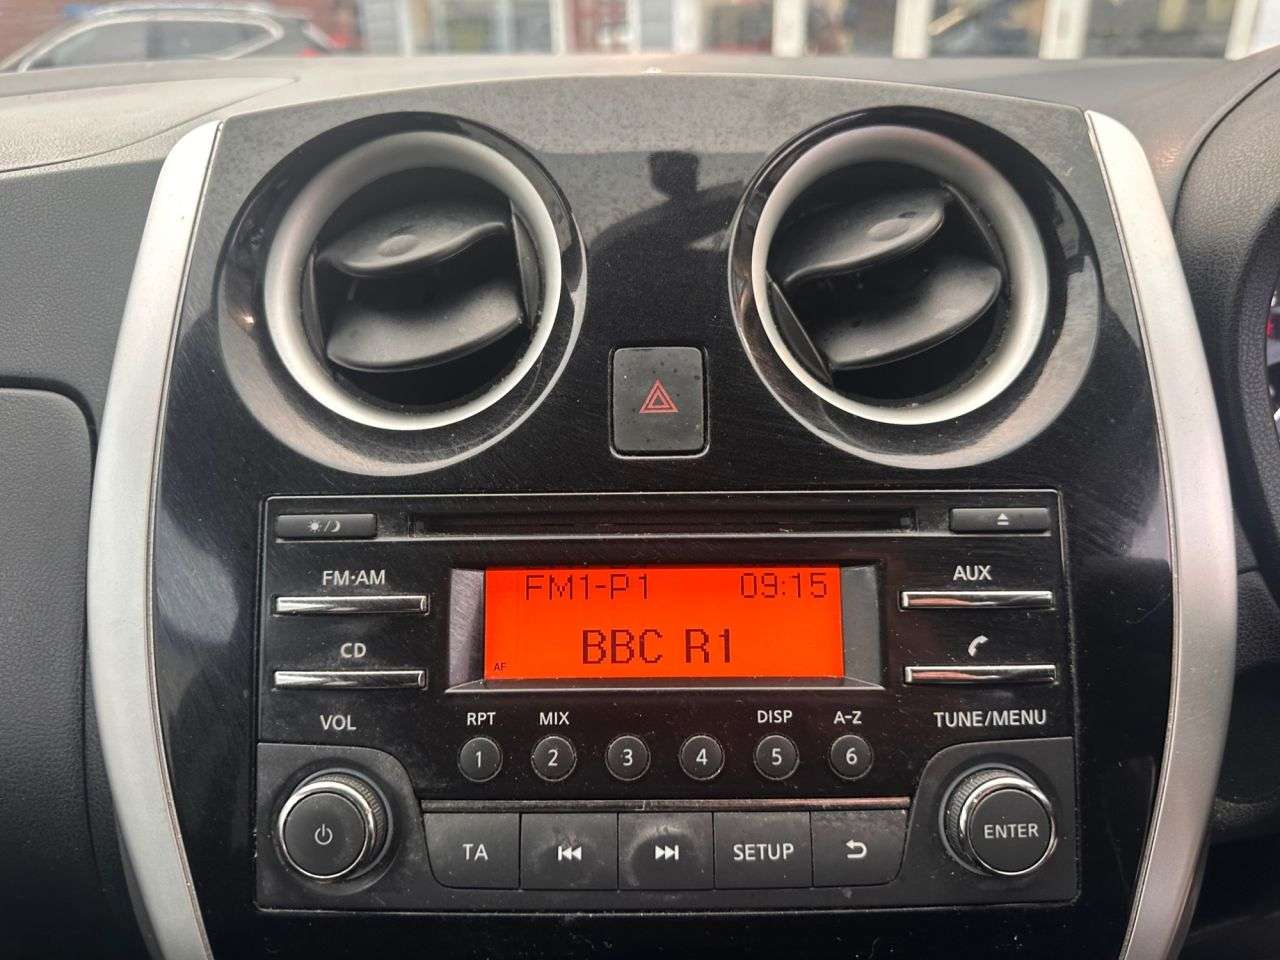 FM·AM
AUX
FM1-P1 09:15
BBC R1
AF
CD
VOL
RPT MIX DISP A-Z
TUNE/MENU
1 2 3 4 5 6
ENTER
TA SETUP